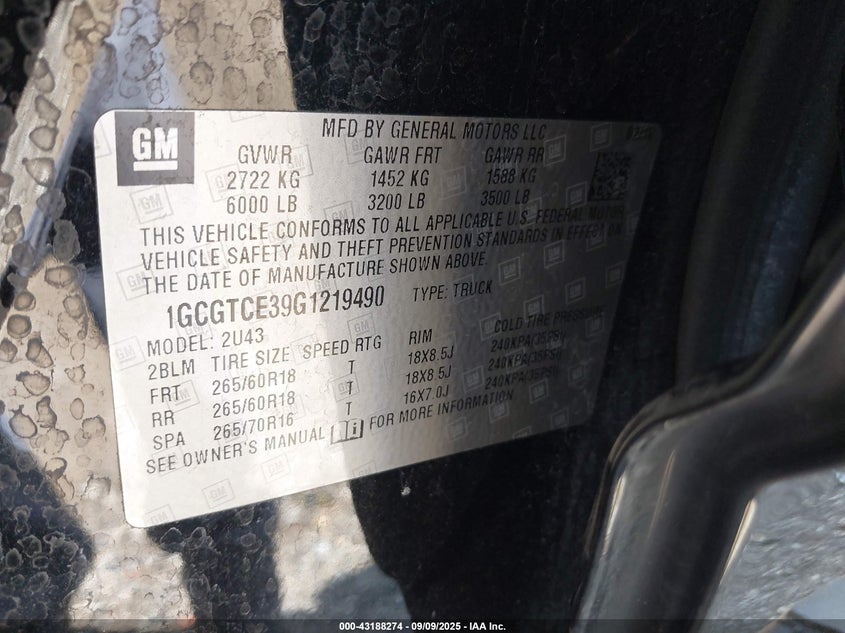 GM
MFD BY GENERAL MOTORS LLC
GVWR GAWR FRT GAWR RR
2722 KG 1452 KG 1588 KG
6000 LB 3200 LB 3500 LB
THIS VEHICLE CONFORMS TO ALL APPLICABLE U.S. FEDERAL MOTOR
VEHICLE SAFETY AND THEFT PREVENTION STANDARDS IN EFFECT ON
THE DATE OF MANUFACTURE SHOWN ABOVE.
1GCGTCE39G1219490 TYPE: TRUCK
MODEL: 2U43
2BLM TIRE SIZE SPEED RTG RIM COLD TIRE PRESSURE
FRT 265/60R18 T 18X8.5J 240KPA(35PSI)
RR 265/60R18 T 18X8.5J 240KPA(35PSI)
SPA 265/70R16 T 16X7.0J 240KPA(35PSI)
SEE OWNER'S MANUAL i FOR MORE INFORMATION
000-43188274 - 09/09/2025 - IAA Inc.